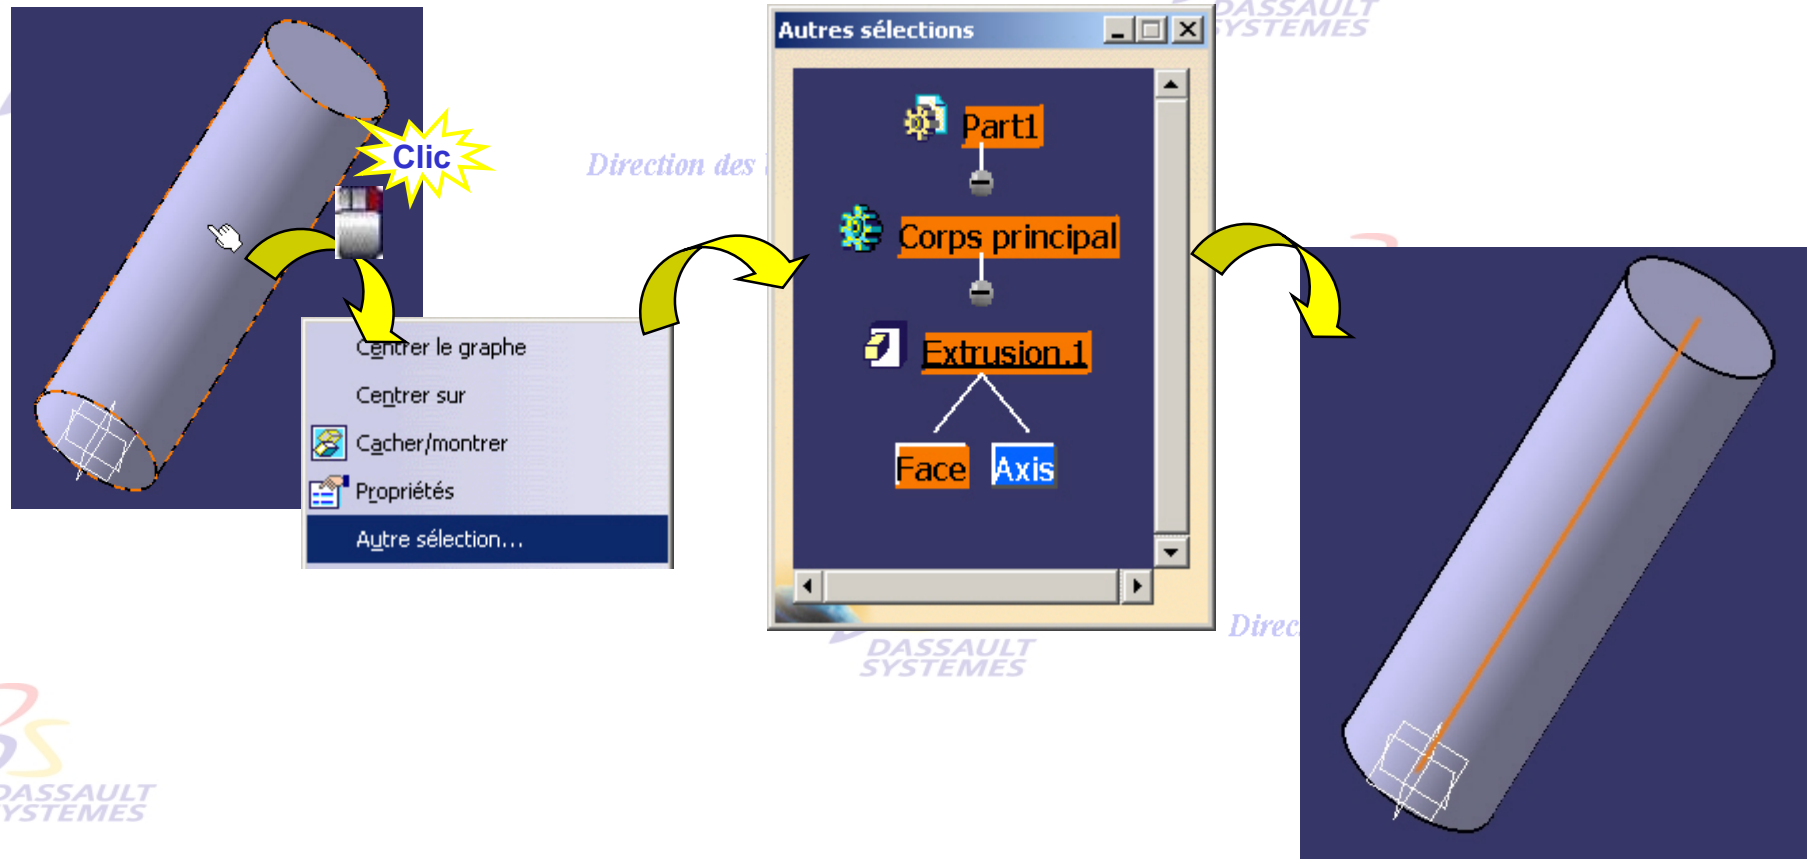 DASSAULT
SYSTEMES
Autres sélections
Part1
Clic
Direction des
Corps principal
Centrer le graphe
Extrusion.1
Centrer sur
Cacher/montrer
Face
Axis
Propriétés
Autre sélection...
DASSAULT
SYSTEMES
DASSAULT
SYSTEMES